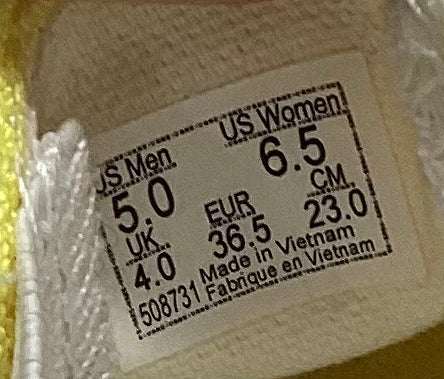 US Men US Women
5.0 6.5
UK EUR CM
4.0 36.5 23.0
508731 Made in Vietnam
Fabrique en Vietnam